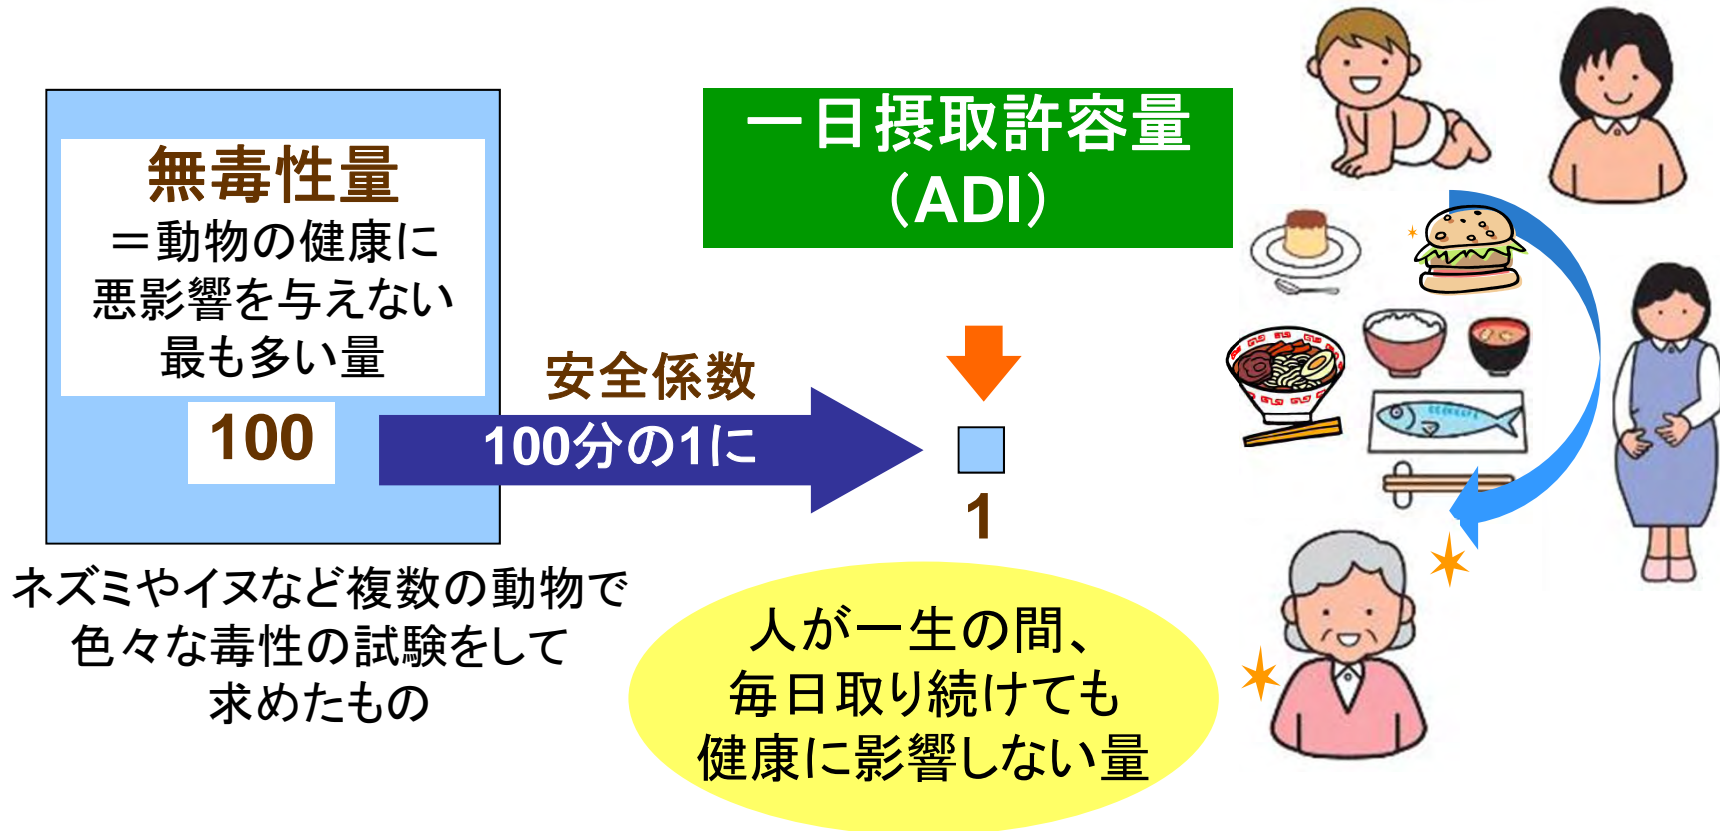 無毒性量
＝動物の健康に
悪影響を与えない
最も多い量
100
ネズミやイヌなど複数の動物で
色々な毒性の試験をして
求めたもの
安全係数
100分の1に
一日摂取許容量
（ADI）
1
人が一生の間、
毎日取り続けても
健康に影響しない量